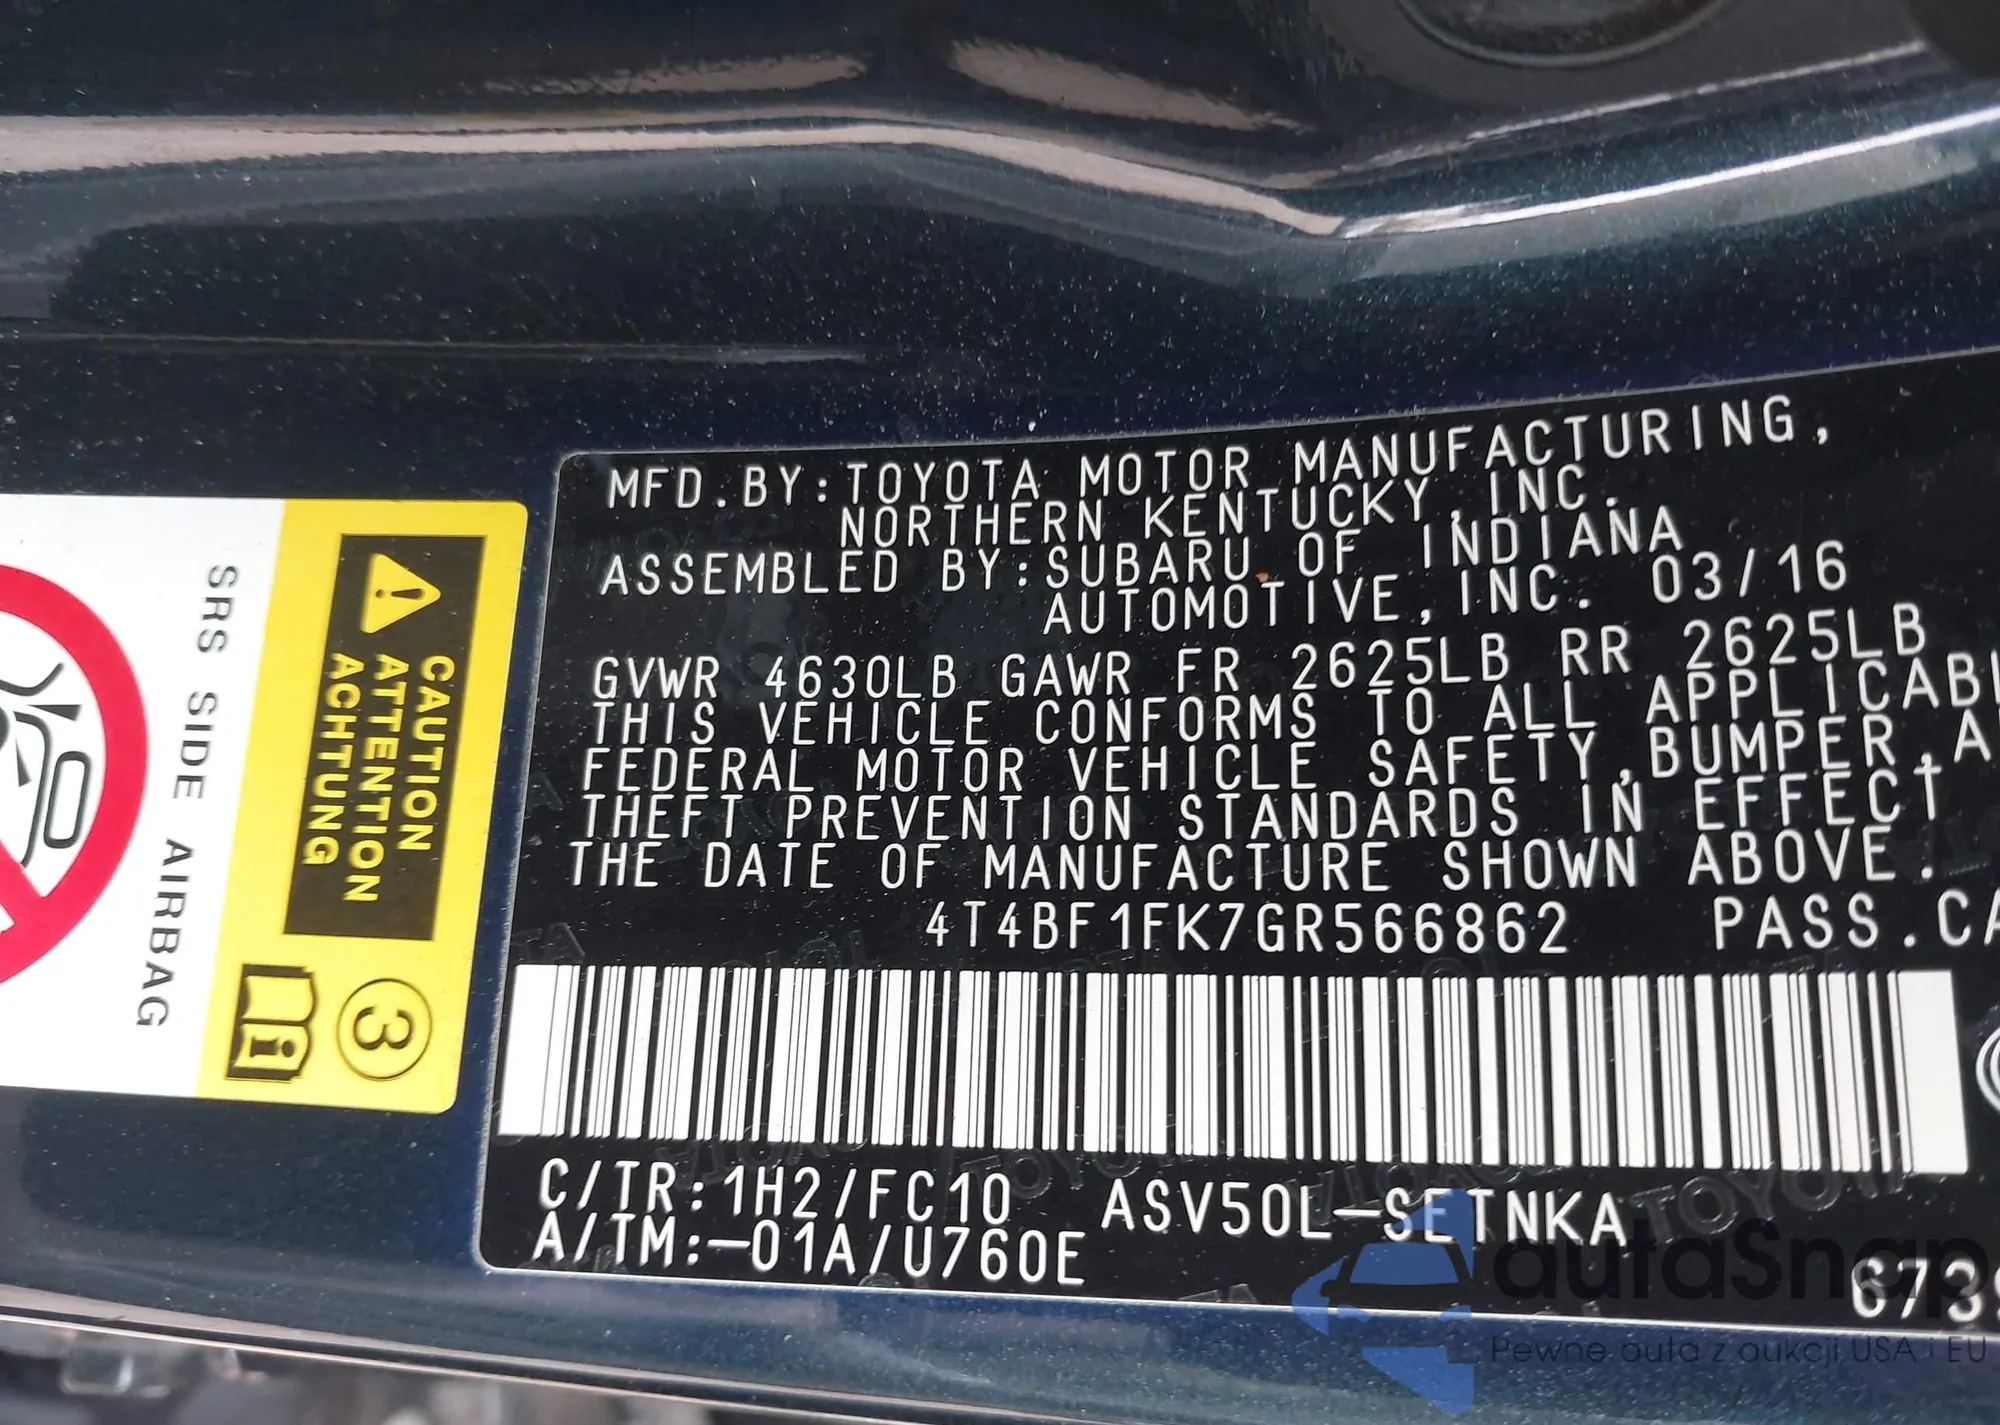 MFD.BY:TOYOTA MOTOR MANUFACTURING,
NORTHERN KENTUCKY,INC.
ASSEMBLED BY:SUBARU OF INDIANA
AUTOMOTIVE,INC. 03/16
GVWR 4630LB GAWR FR 2625LB RR 2625LB
THIS VEHICLE CONFORMS TO ALL APPLICABL
FEDERAL MOTOR VEHICLE SAFETY,BUMPER,A
THEFT PREVENTION STANDARDS IN EFFECT
THE DATE OF MANUFACTURE SHOWN ABOVE.
4T4BF1FK7GR566862 PASS.CA
C/TR:1H2/FC10 ASV50L-SETNKA
A/TM:-01A/U760E
6739
CAUTION
ATTENTION
ACHTUNG
3
i
SRS SIDE AIRBAG
autaSnap
Pewne auta z aukcji USA i EU